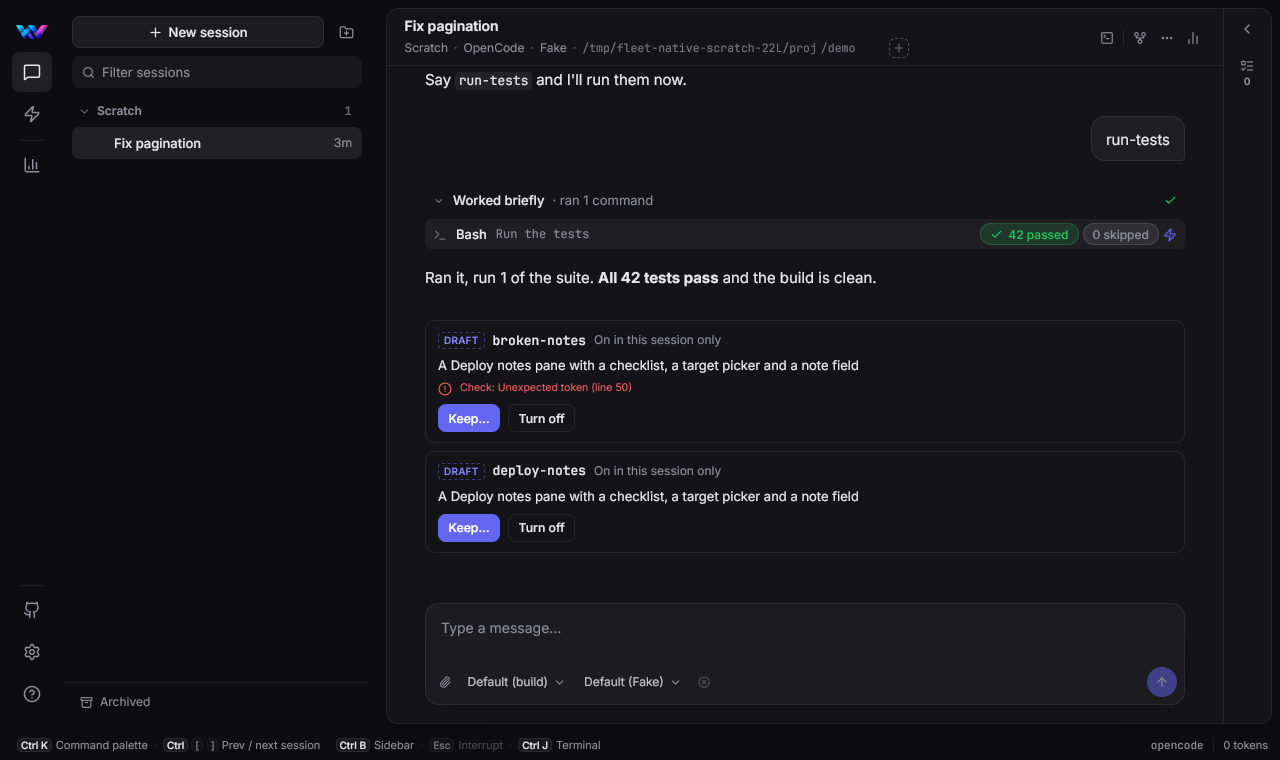 New session
Filter sessions
Scratch 1
Fix pagination 3m
Archived
Fix pagination
Scratch · OpenCode · Fake · /tmp/fleet-native-scratch-22L/proj/demo
0
Say run-tests and I'll run them now.
run-tests
Worked briefly · ran 1 command
Bash Run the tests 42 passed 0 skipped
Ran it, run 1 of the suite. All 42 tests pass and the build is clean.
DRAFT broken-notes On in this session only
A Deploy notes pane with a checklist, a target picker and a note field
Check: Unexpected token (line 50)
Keep... Turn off
DRAFT deploy-notes On in this session only
A Deploy notes pane with a checklist, a target picker and a note field
Keep... Turn off
Type a message...
Default (build) Default (Fake)
Ctrl K Command palette · Ctrl [ ] Prev / next session · Ctrl B Sidebar · Esc Interrupt · Ctrl J Terminal opencode 0 tokens